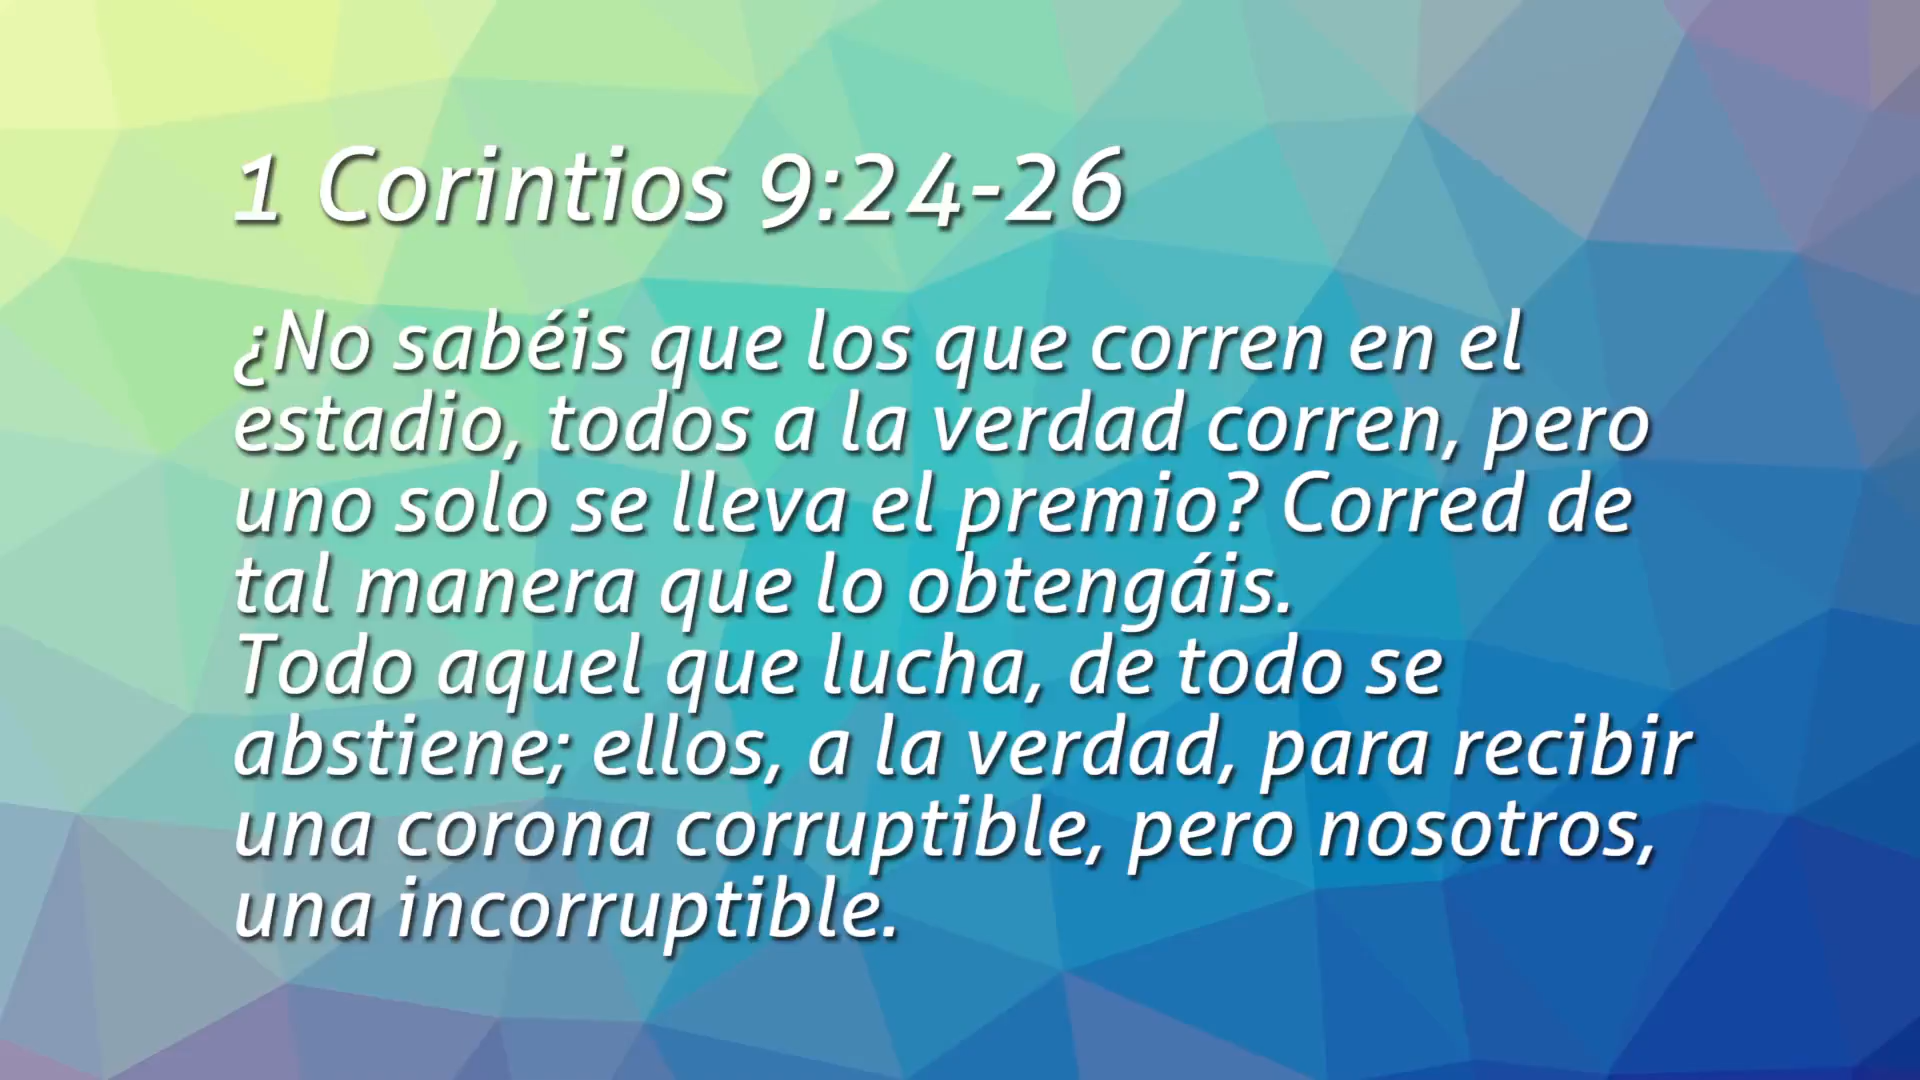 1 Corintios 9:24-26
¿No sabéis que los que corren en el
estadio, todos a la verdad corren, pero
uno solo se lleva el premio? Corred de
tal manera que lo obtengáis.
Todo aquel que lucha, de todo se
abstiene; ellos, a la verdad, para recibir
una corona corruptible, pero nosotros,
una incorruptible.